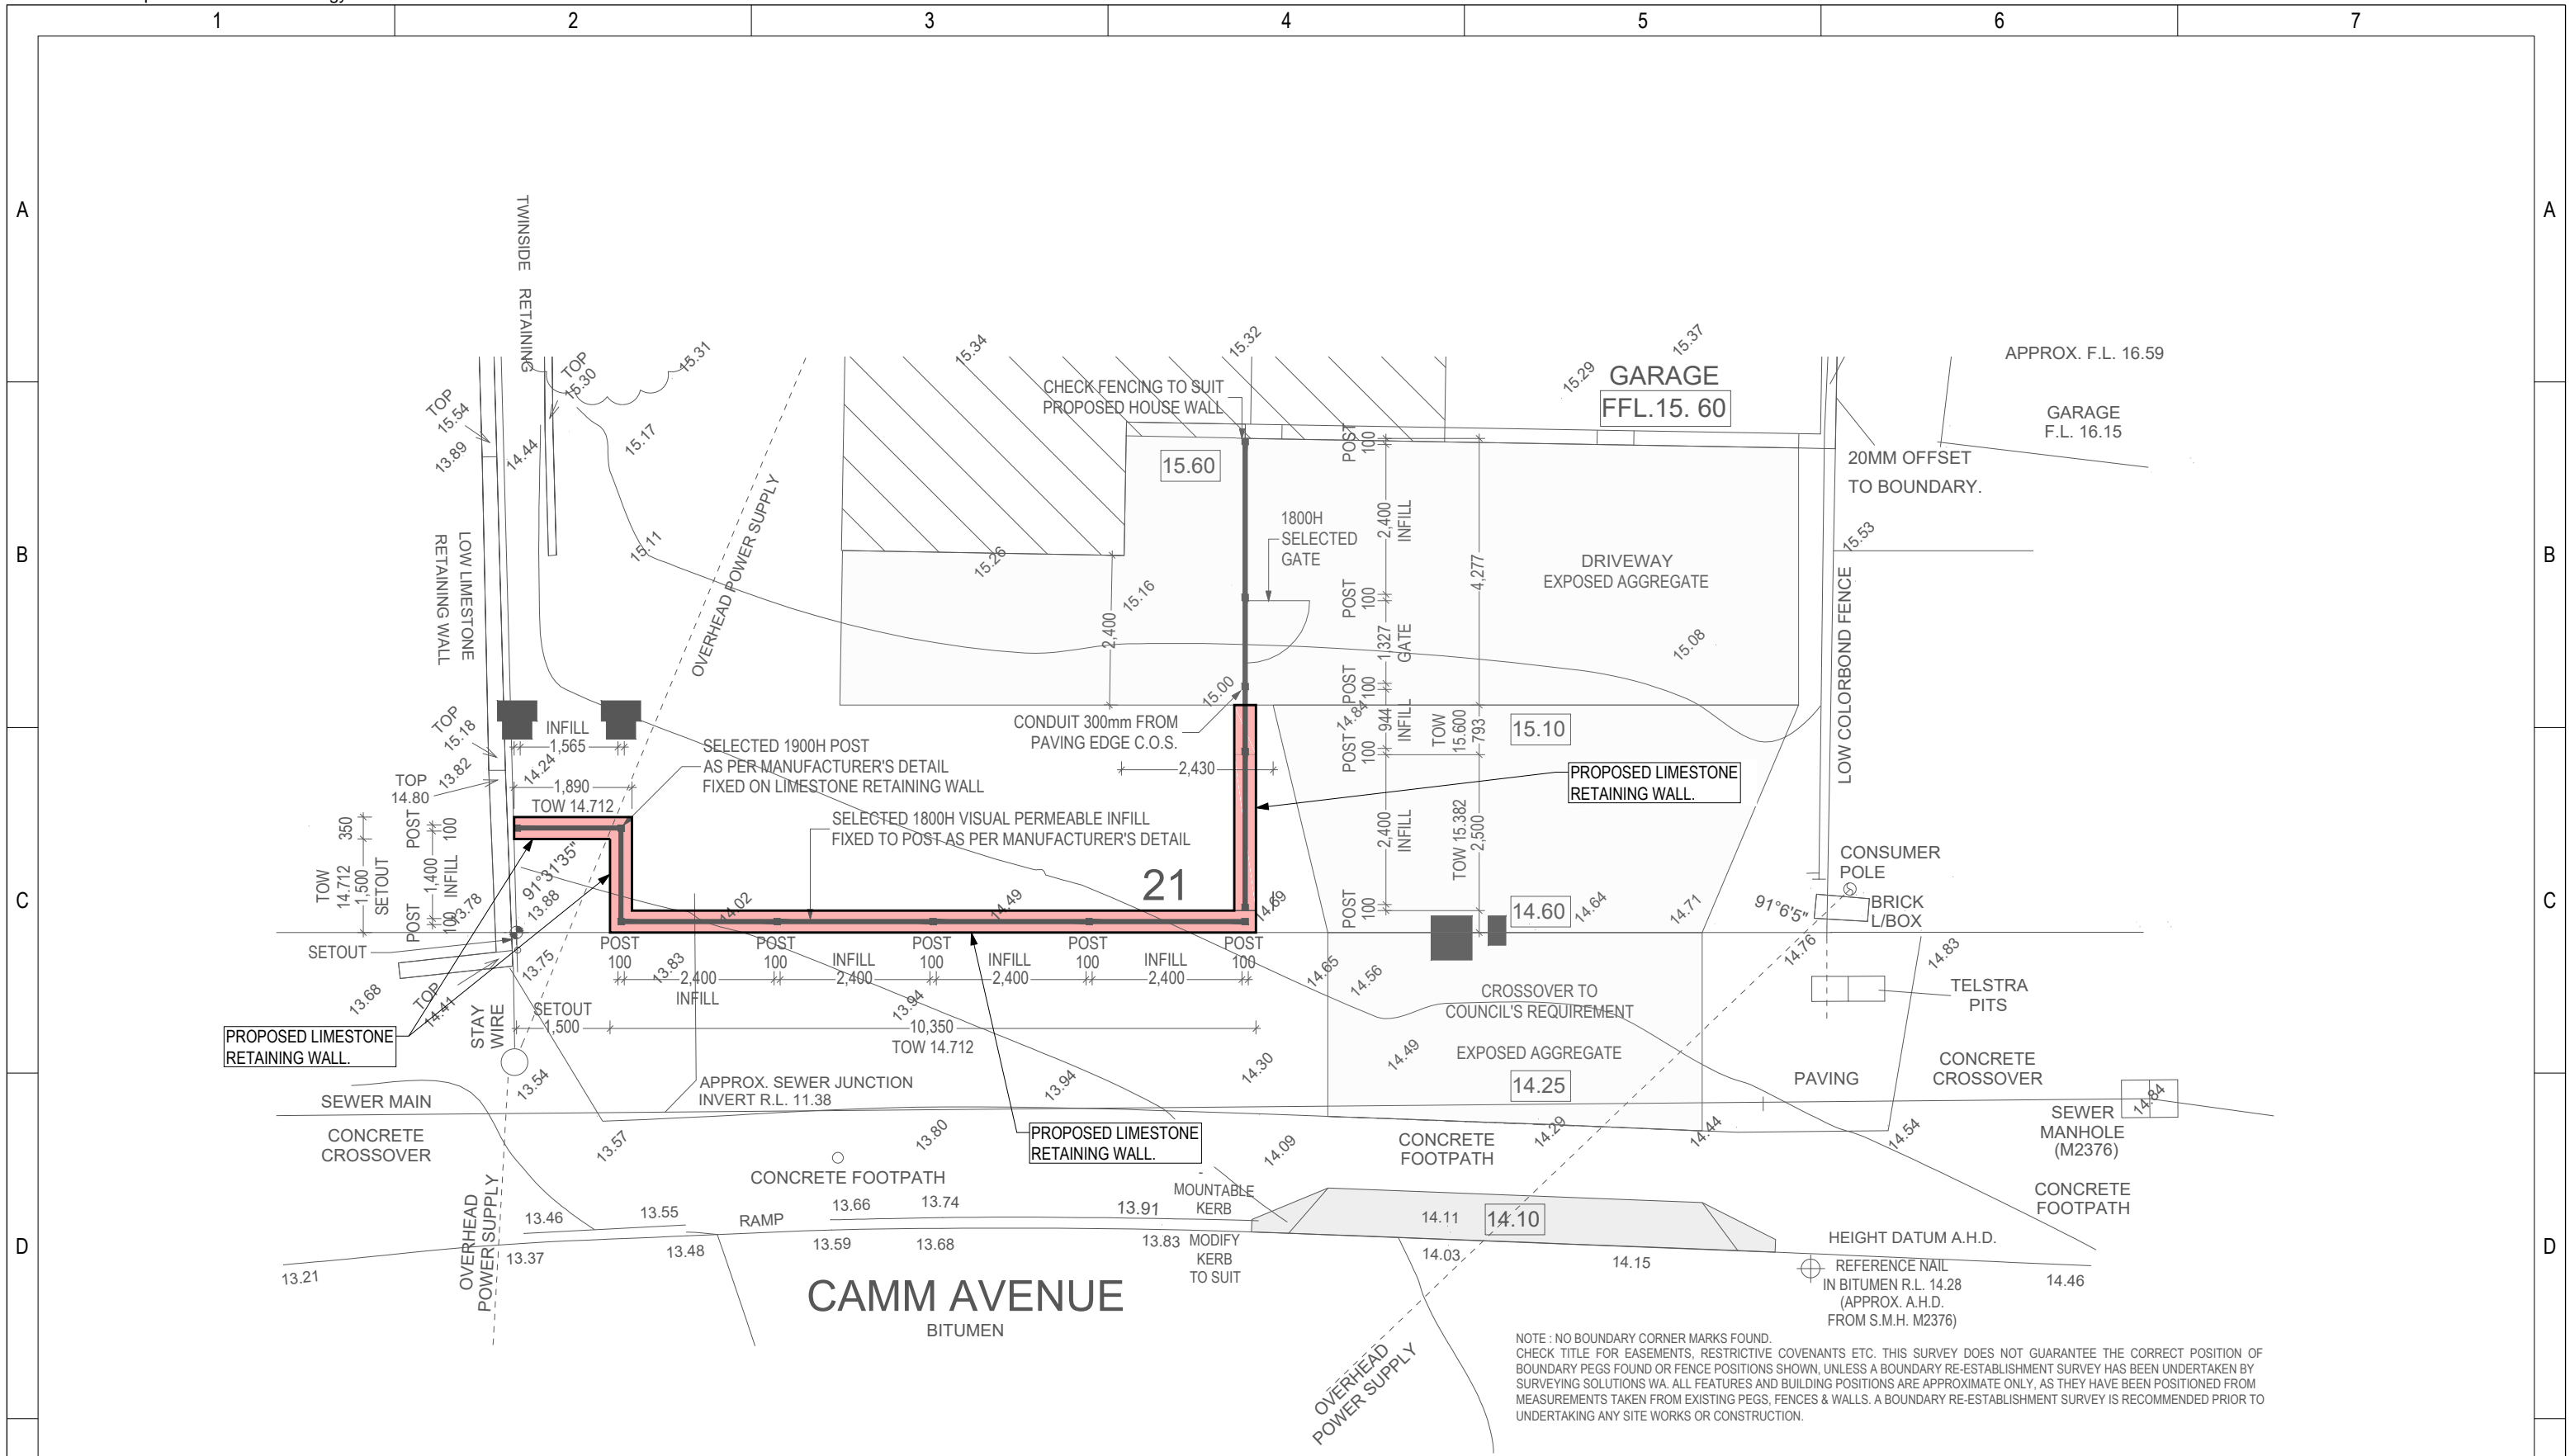 1 2 3 4 5 6 7
A
A
B
B
C
C
D
D
TWINSIDE RETAINING
TOP
15.30
15.31
15.34
15.32
15.37
15.29
GARAGE
FFL.15. 60
APPROX. F.L. 16.59
GARAGE
F.L. 16.15
CHECK FENCING TO SUIT
PROPOSED HOUSE WALL
TOP
15.54
13.89
14.44
15.17
15.11
15.26
15.16
15.60
POST
100
2,400
INFILL
4,277
1800H
SELECTED
GATE
DRIVEWAY
EXPOSED AGGREGATE
20MM OFFSET
TO BOUNDARY.
15.53
LOW LIMESTONE
RETAINING WALL
OVERHEAD POWER SUPPLY
2,400
POST
100
1,327
GATE
15.08
LOW COLORBOND FENCE
15.00
POST
100
944
INFILL
14.84
TOW
15.600
793
15.10
CONDUIT 300mm FROM
PAVING EDGE C.O.S.
2,430
TOP
15.18
13.82
INFILL
1,565
14.24
1,890
TOW 14.712
TOP
14.80
SELECTED 1900H POST
AS PER MANUFACTURER'S DETAIL
FIXED ON LIMESTONE RETAINING WALL
SELECTED 1800H VISUAL PERMEABLE INFILL
FIXED TO POST AS PER MANUFACTURER'S DETAIL
PROPOSED LIMESTONE
RETAINING WALL.
POST
100
2,400
INFILL
TOW 15.382
2,500
POST
100
350
TOW
14.712
1,500
SETOUT
POST
100
1,400
INFILL
POST
100
13.78
91°31'35"
13.88
14.02
14.49
21
14.69
14.60
14.64
14.71
CONSUMER
POLE
91°6'5"
BRICK
L/BOX
SETOUT
13.75
13.68
TOP
14.41
POST
100
POST
100
POST
100
POST
100
POST
100
13.83
2,400
INFILL
INFILL
2,400
INFILL
2,400
INFILL
2,400
14.65
14.56
14.76
14.83
TELSTRA
PITS
CROSSOVER TO
COUNCIL'S REQUIREMENT
13.94
SETOUT
1,500
10,350
TOW 14.712
STAY
WIRE
PROPOSED LIMESTONE
RETAINING WALL.
EXPOSED AGGREGATE
14.25
14.49
14.30
13.94
13.54
APPROX. SEWER JUNCTION
INVERT R.L. 11.38
PAVING
CONCRETE
CROSSOVER
SEWER MAIN
CONCRETE
CROSSOVER
14.84
SEWER
MANHOLE
(M2376)
13.57
13.80
PROPOSED LIMESTONE
RETAINING WALL.
14.09
CONCRETE
FOOTPATH
14.29
14.44
14.54
CONCRETE FOOTPATH
MOUNTABLE
KERB
CONCRETE
FOOTPATH
OVERHEAD
POWER SUPPLY
13.46
13.55
RAMP
13.66
13.74
13.91
14.11
14.10
13.21
13.37
13.48
13.59
13.68
13.83
MODIFY
KERB
TO SUIT
14.03
14.15
HEIGHT DATUM A.H.D.
REFERENCE NAIL
IN BITUMEN R.L. 14.28
(APPROX. A.H.D.
FROM S.M.H. M2376)
14.46
CAMM AVENUE
BITUMEN
OVERHEAD
POWER SUPPLY
NOTE : NO BOUNDARY CORNER MARKS FOUND.
CHECK TITLE FOR EASEMENTS, RESTRICTIVE COVENANTS ETC. THIS SURVEY DOES NOT GUARANTEE THE CORRECT POSITION OF
BOUNDARY PEGS FOUND OR FENCE POSITIONS SHOWN, UNLESS A BOUNDARY RE-ESTABLISHMENT SURVEY HAS BEEN UNDERTAKEN BY
SURVEYING SOLUTIONS WA. ALL FEATURES AND BUILDING POSITIONS ARE APPROXIMATE ONLY, AS THEY HAVE BEEN POSITIONED FROM
MEASUREMENTS TAKEN FROM EXISTING PEGS, FENCES & WALLS. A BOUNDARY RE-ESTABLISHMENT SURVEY IS RECOMMENDED PRIOR TO
UNDERTAKING ANY SITE WORKS OR CONSTRUCTION.